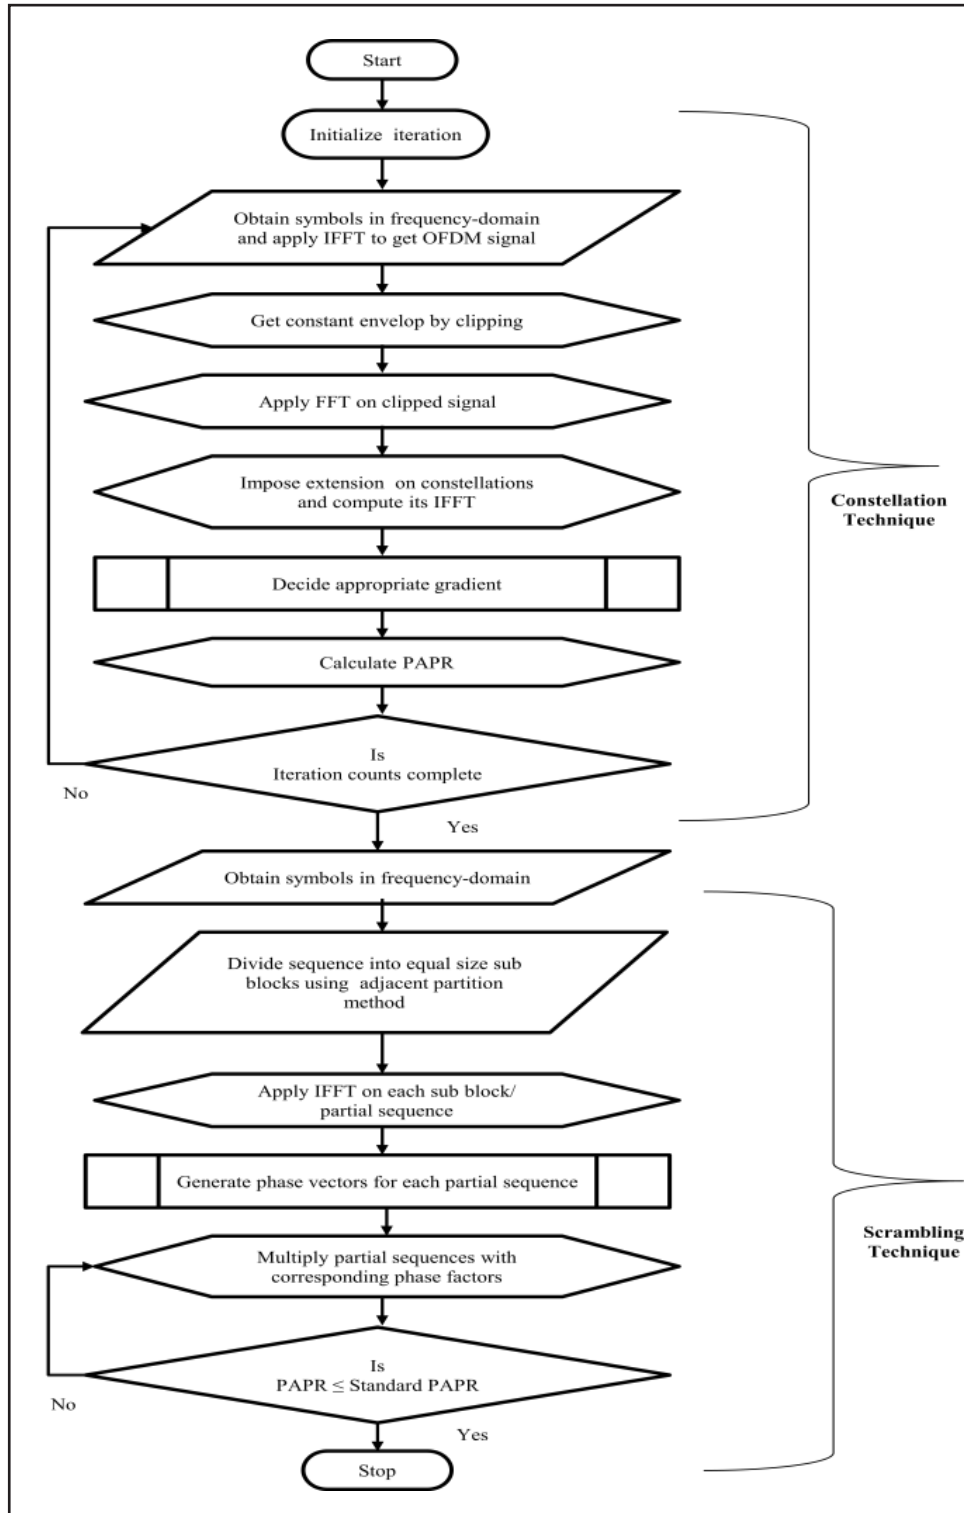 Start
Initialize iteration
Obtain symbols in frequency-domain
and apply IFFT to get OFDM signal
Get constant envelop by clipping
Apply FFT on clipped signal
Impose extension on constellations
and compute its IFFT
Constellation
Technique
Decide appropriate gradient
Calculate PAPR
Is
Iteration counts complete
No
Yes
Obtain symbols in frequency-domain
Divide sequence into equal size sub
blocks using adjacent partition
method
Apply IFFT on each sub block/
partial sequence
Generate phase vectors for each partial sequence
Scrambling
Technique
Multiply partial sequences with
corresponding phase factors
Is
PAPR ≤ Standard PAPR
No
Yes
Stop